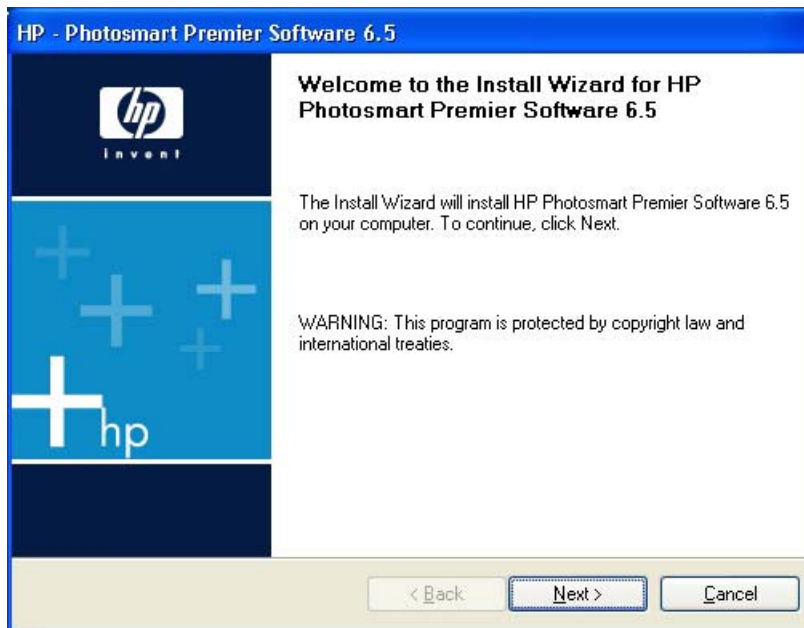 HP - Photosmart Premier Software 6.5
hp
invent
Welcome to the Install Wizard for HP
Photosmart Premier Software 6.5
The Install Wizard will install HP Photosmart Premier Software 6.5
on your computer. To continue, click Next.
WARNING: This program is protected by copyright law and
international treaties.
hp
< Back
Next >
Cancel